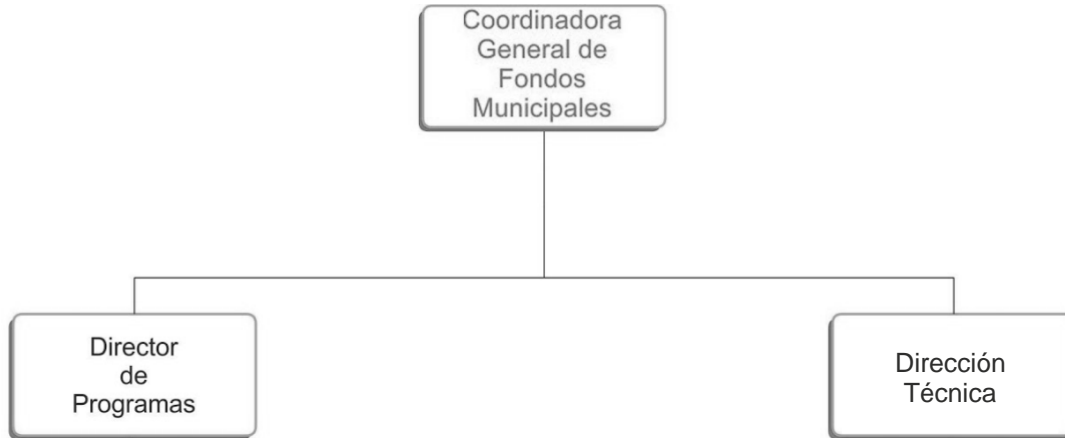 Coordinadora
General de
Fondos
Municipales
Director
de
Programas
Dirección
Técnica